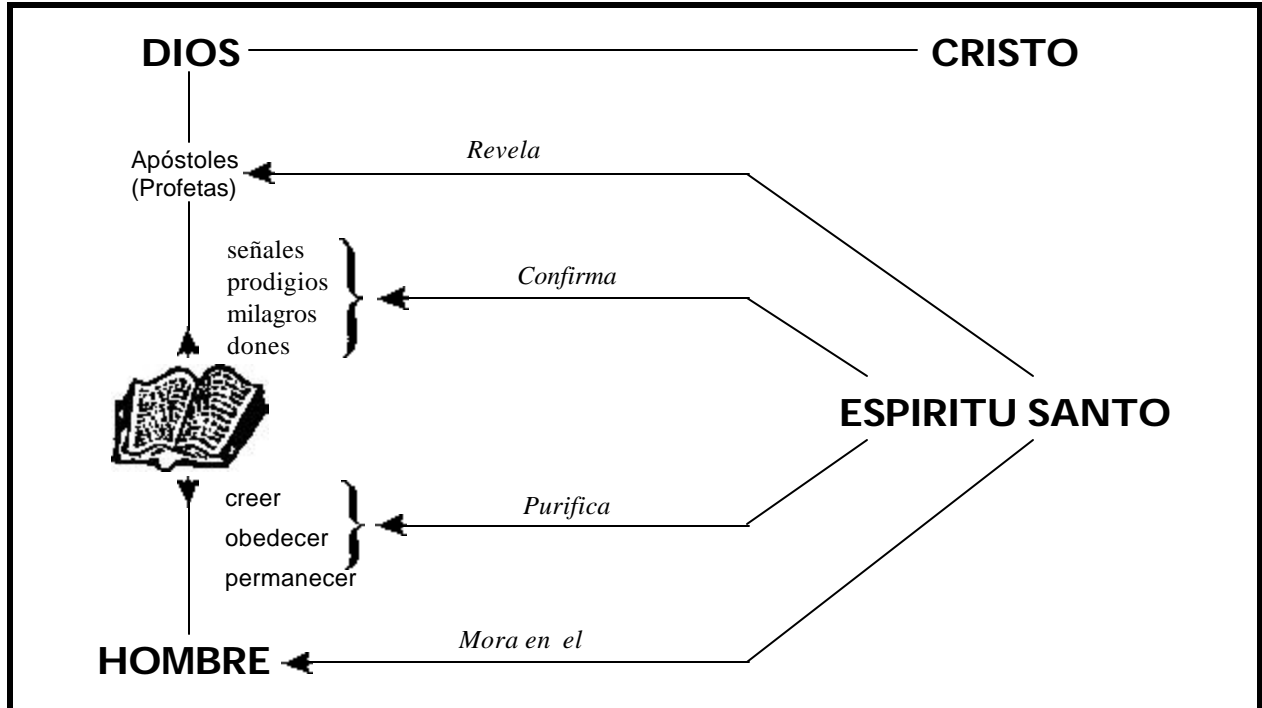 DIOS CRISTO
Revela
Apóstoles
(Profetas)
señales
prodigios
milagros
dones
Confirma
ESPIRITU SANTO
creer
obedecer
permanecer
Purifica
Mora en el
HOMBRE